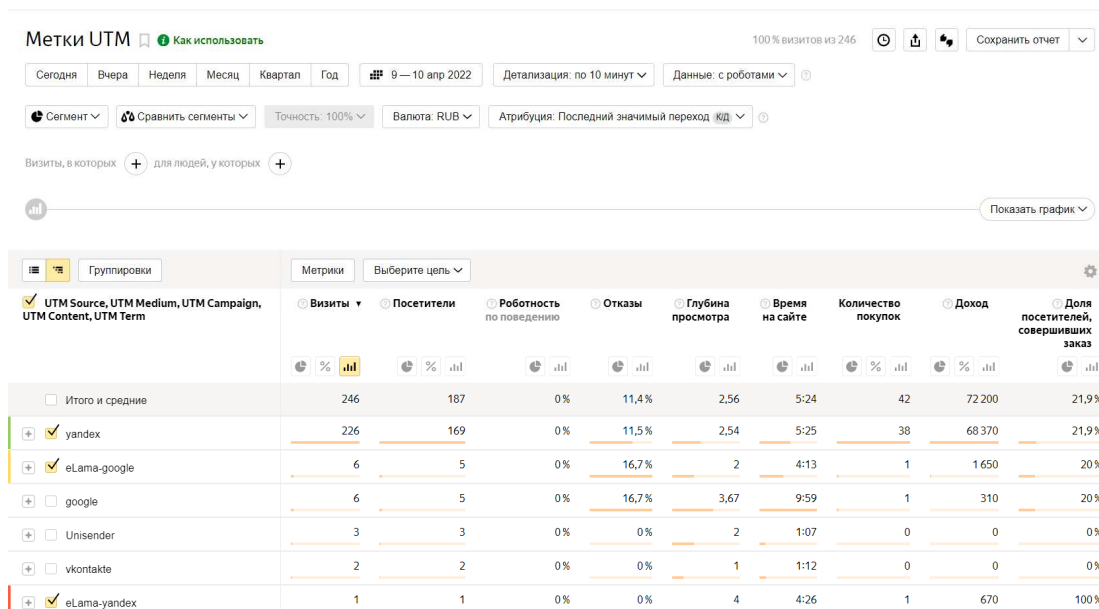 Метки UTM Как использовать 100 % визитов из 246 Сохранить отчет
Сегодня Вчера Неделя Месяц Квартал Год 9 — 10 апр 2022 Детализация: по 10 минут Данные: с роботами
Сегмент Сравнить сегменты Точность: 100% Валюта: RUB Атрибуция: Последний значимый переход К/Д
Визиты, в которых + для людей, у которых +
Показать график
Группировки Метрики Выберите цель
UTM Source, UTM Medium, UTM Campaign, Визиты ▼ Посетители Роботность Отказы Глубина Время Количество Доход Доля
UTM Content, UTM Term по поведению просмотра на сайте покупок посетителей,
совершивших
заказ
% % % %
Итого и средние 246 187 0 % 11,4 % 2,56 5:24 42 72 200 21,9 %
yandex 226 169 0 % 11,5 % 2,54 5:25 38 68 370 21,9 %
eLama-google 6 5 0 % 16,7 % 2 4:13 1 1 650 20 %
google 6 5 0 % 16,7 % 3,67 9:59 1 310 20 %
Unisender 3 3 0 % 0 % 2 1:07 0 0 0 %
vkontakte 2 2 0 % 0 % 1 1:12 0 0 0 %
eLama-yandex 1 1 0 % 0 % 4 4:26 1 670 100 %